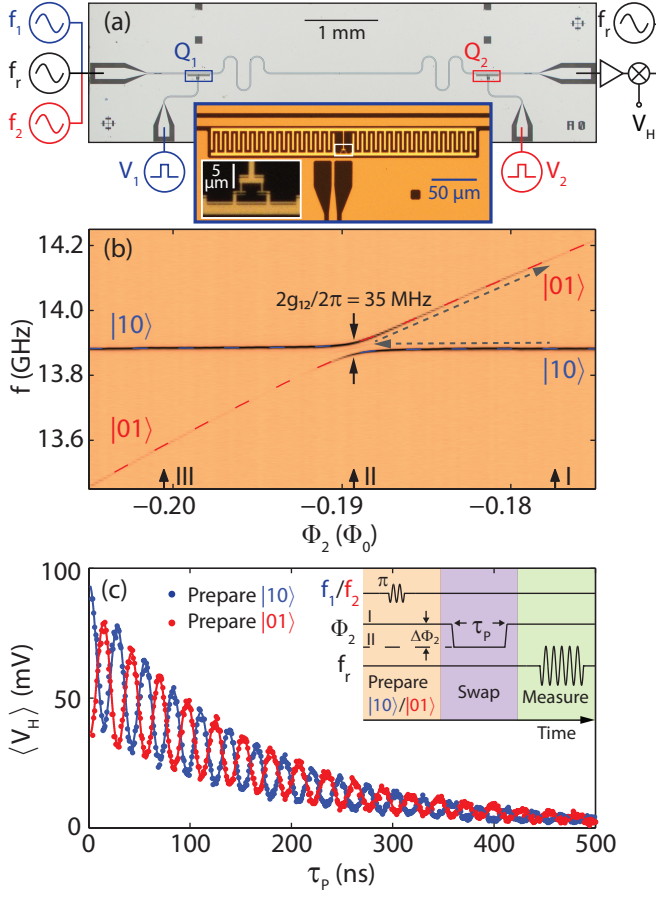 (a)
f1
fr
f2
1 mm
Q1
Q2
fr
VH
V1
V2
5
μm
50 μm
(b)
14.2
14.0
13.8
13.6
f (GHz)
2g12/2π = 35 MHz
|10⟩
|01⟩
|01⟩
|10⟩
III
II
I
−0.20
−0.19
−0.18
Φ2 (Φ0)
(c)
100
50
0
⟨VH⟩ (mV)
Prepare |10⟩
Prepare |01⟩
f1/f2
π
Φ2
I
II
ΔΦ2
τP
fr
Prepare
|10⟩/|01⟩
Swap
Measure
Time
0
100
200
300
400
500
τP (ns)